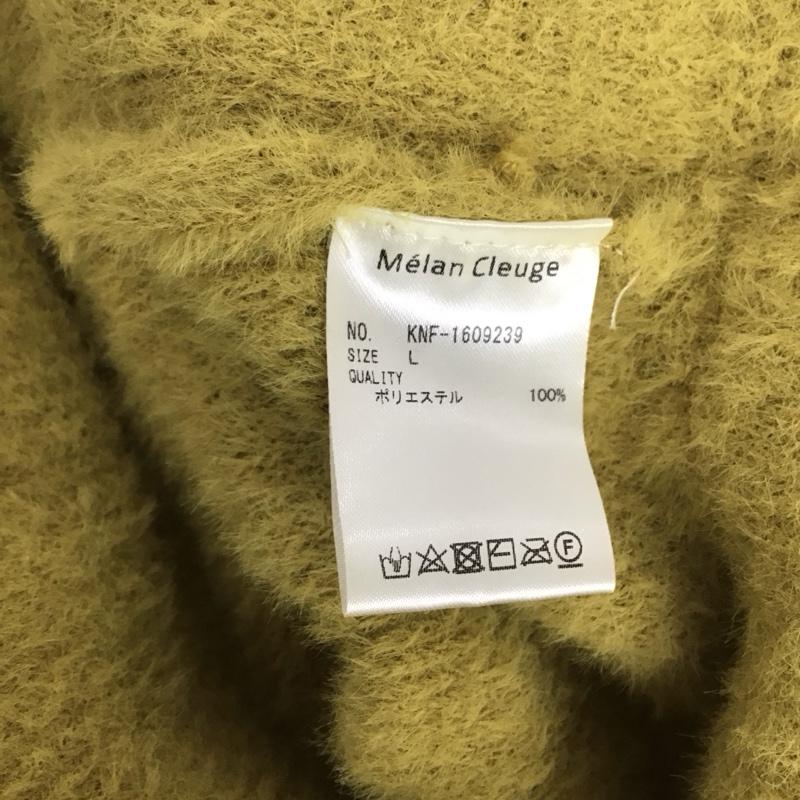 Mélan Cleuge
NO. KNF-1609239
SIZE L
QUALITY
ポリエステル 100%
F